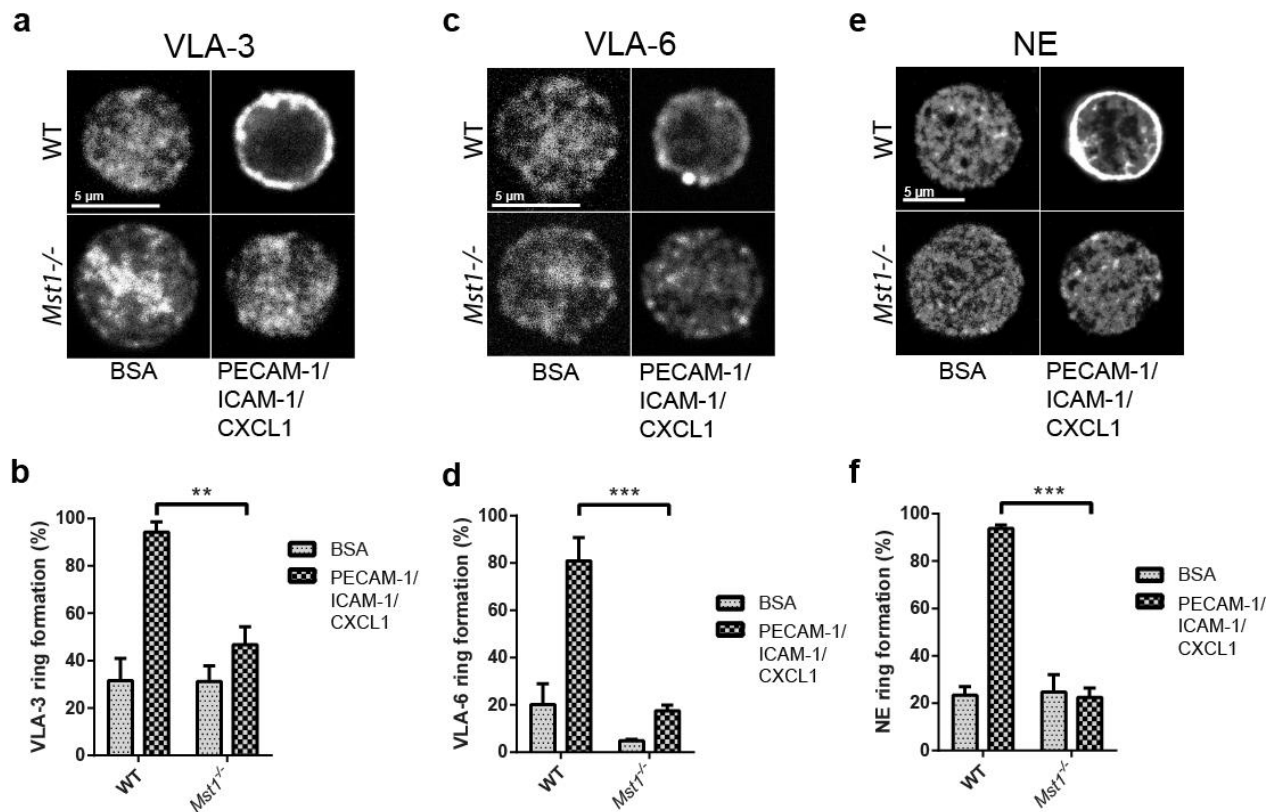 a
VLA-3
WT
5 µm
Mst1-/-
BSA
PECAM-1/
ICAM-1/
CXCL1
c
VLA-6
WT
5 µm
Mst1-/-
BSA
PECAM-1/
ICAM-1/
CXCL1
e
NE
WT
5 µm
Mst1-/-
BSA
PECAM-1/
ICAM-1/
CXCL1
b
VLA-3 ring formation (%)
100
80
60
40
20
0
**
WT
Mst1-/-
BSA
PECAM-1/
ICAM-1/
CXCL1
d
VLA-6 ring formation (%)
100
80
60
40
20
0
***
WT
Mst1-/-
BSA
PECAM-1/
ICAM-1/
CXCL1
f
NE ring formation (%)
100
80
60
40
20
0
***
WT
Mst1-/-
BSA
PECAM-1/
ICAM-1/
CXCL1